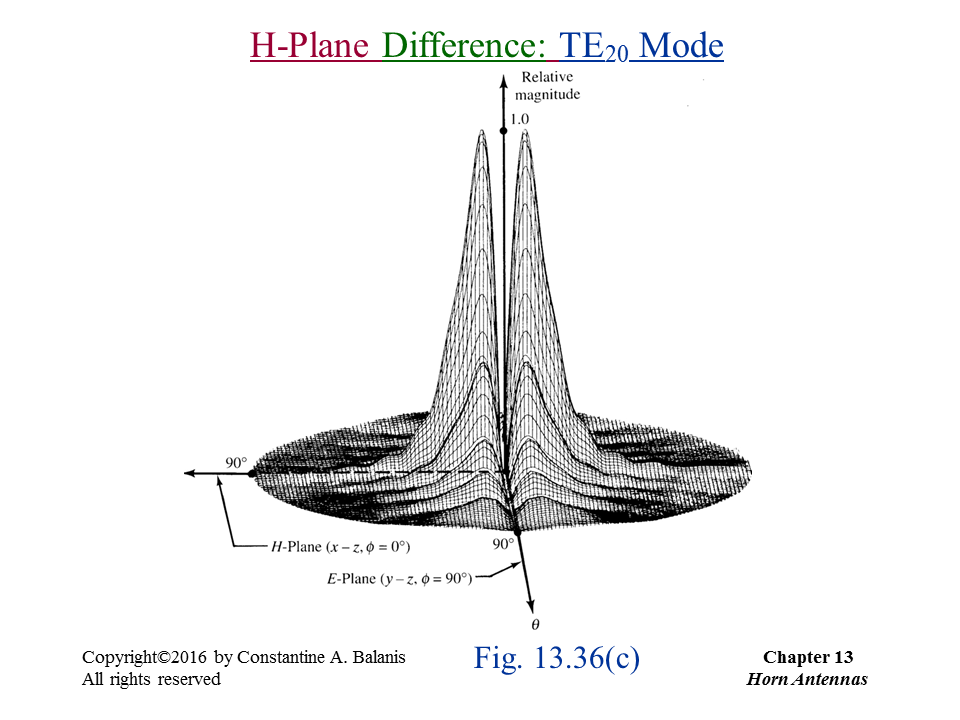 H-Plane Difference: TE₂₀ Mode
Relative
magnitude
1.0
90°
H-Plane (x – z, ϕ = 0°)
90°
E-Plane (y – z, ϕ = 90°)
θ
Copyright©2016 by Constantine A. Balanis
All rights reserved
Fig. 13.36(c)
Chapter 13
Horn Antennas